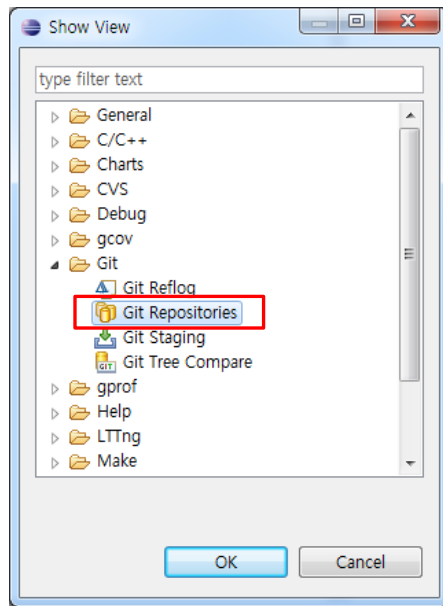 Show View
type filter text
General
C/C++
Charts
CVS
Debug
gcov
Git
Git Reflog
Git Repositories
Git Staging
GIT Git Tree Compare
gprof
Help
LTTng
Make
OK Cancel